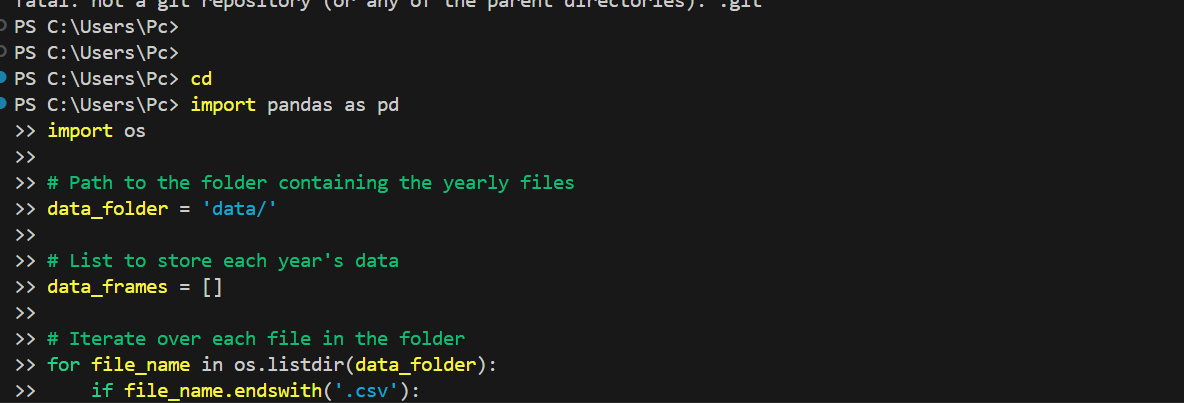 fatal: not a git repository (or any of the parent directories): .git
PS C:\Users\Pc>
PS C:\Users\Pc>
PS C:\Users\Pc> cd
PS C:\Users\Pc> import pandas as pd
>> import os
>>
>> # Path to the folder containing the yearly files
>> data_folder = 'data/'
>>
>> # List to store each year's data
>> data_frames = []
>>
>> # Iterate over each file in the folder
>> for file_name in os.listdir(data_folder):
>>     if file_name.endswith('.csv'):